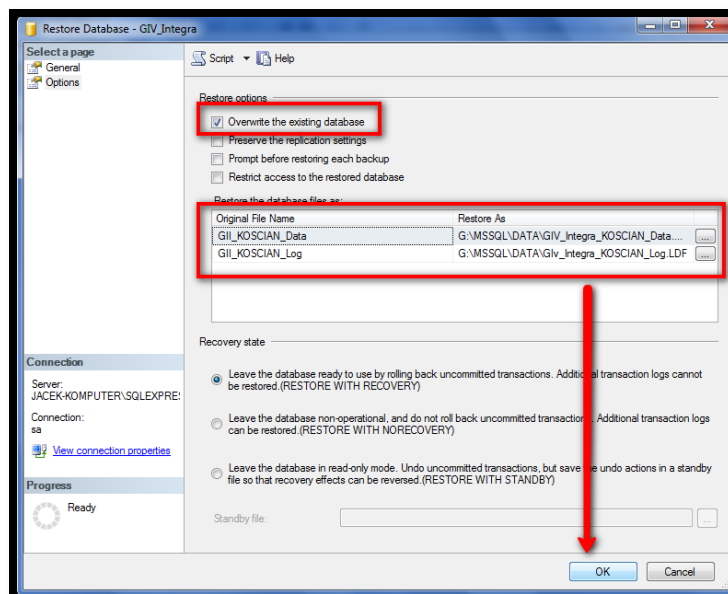 Restore Database - GIV_Integra
Select a page
General
Options
Script
Help
Restore options
Overwrite the existing database
Preserve the replication settings
Prompt before restoring each backup
Restrict access to the restored database
Restore the database files as:
Original File Name
Restore As
GII_KOSCIAN_Data
G:\MSSQL\DATA\GIV_Integra_KOSCIAN_Data....
...
GII_KOSCIAN_Log
G:\MSSQL\DATA\GIv_Integra_KOSCIAN_Log.LDF
...
Recovery state
Leave the database ready to use by rolling back uncommitted transactions. Additional transaction logs cannot
be restored.(RESTORE WITH RECOVERY)
Leave the database non-operational, and do not roll back uncommitted transactions. Additional transaction logs
can be restored.(RESTORE WITH NORECOVERY)
Leave the database in read-only mode. Undo uncommitted transactions, but save the undo actions in a standby
file so that recovery effects can be reversed.(RESTORE WITH STANDBY)
Standby file:
...
Connection
Server:
JACEK-KOMPUTER\SQLEXPRE
Connection:
sa
View connection properties
Progress
Ready
OK
Cancel